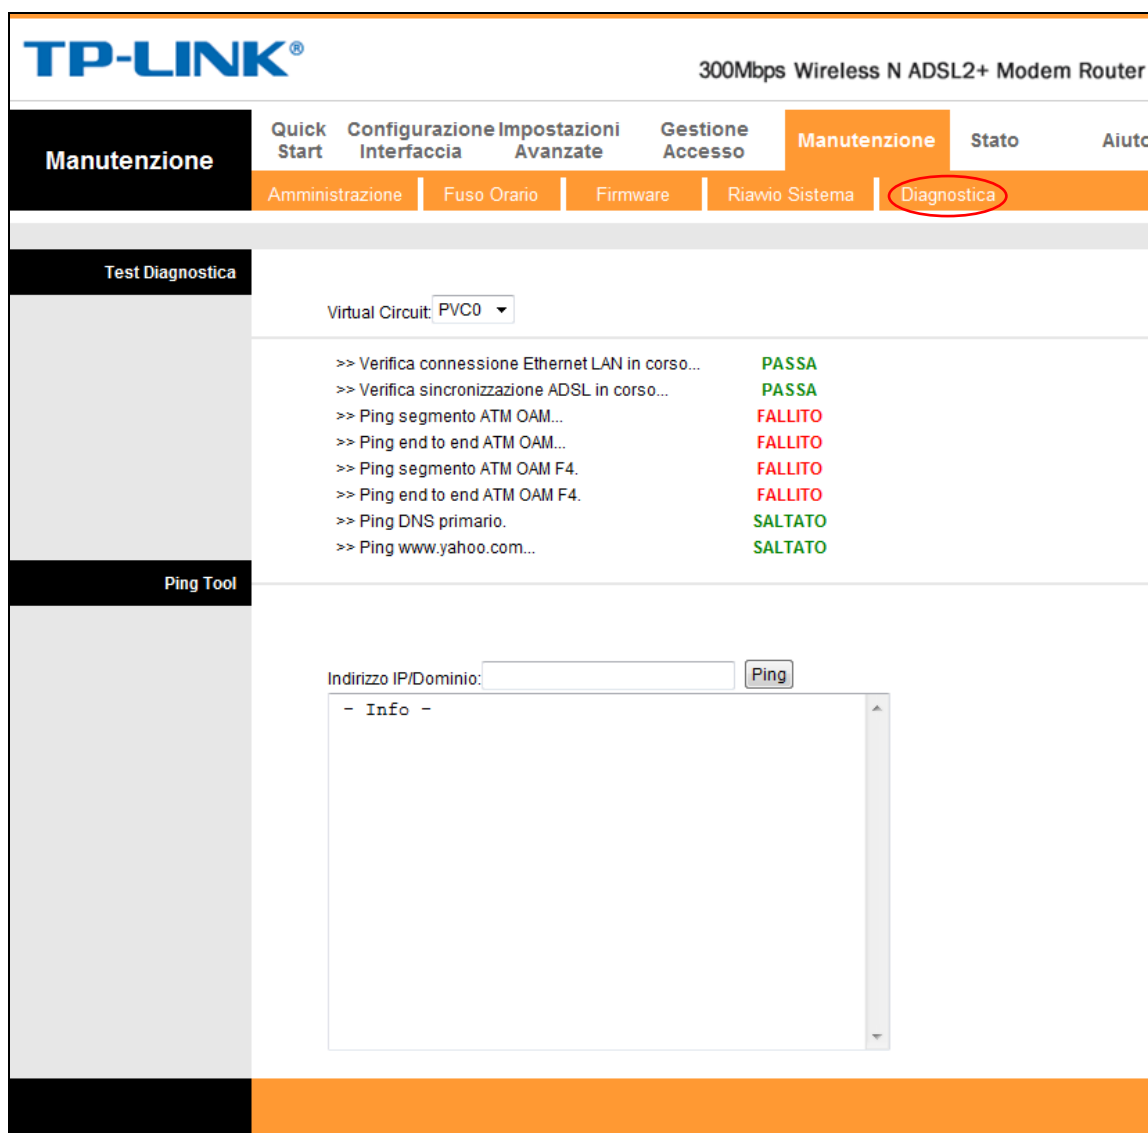 TP-LINK®
300Mbps Wireless N ADSL2+ Modem Router
Manutenzione
Quick Start
Configurazione Interfaccia
Impostazioni Avanzate
Gestione Accesso
Manutenzione
Stato
Aiuto
Amministrazione
Fuso Orario
Firmware
Riavvio Sistema
Diagnostica
Test Diagnostica
Virtual Circuit: PVC0
>> Verifica connessione Ethernet LAN in corso... PASSA
>> Verifica sincronizzazione ADSL in corso... PASSA
>> Ping segmento ATM OAM... FALLITO
>> Ping end to end ATM OAM... FALLITO
>> Ping segmento ATM OAM F4. FALLITO
>> Ping end to end ATM OAM F4. FALLITO
>> Ping DNS primario. SALTATO
>> Ping www.yahoo.com... SALTATO
Ping Tool
Indirizzo IP/Dominio: Ping
- Info -